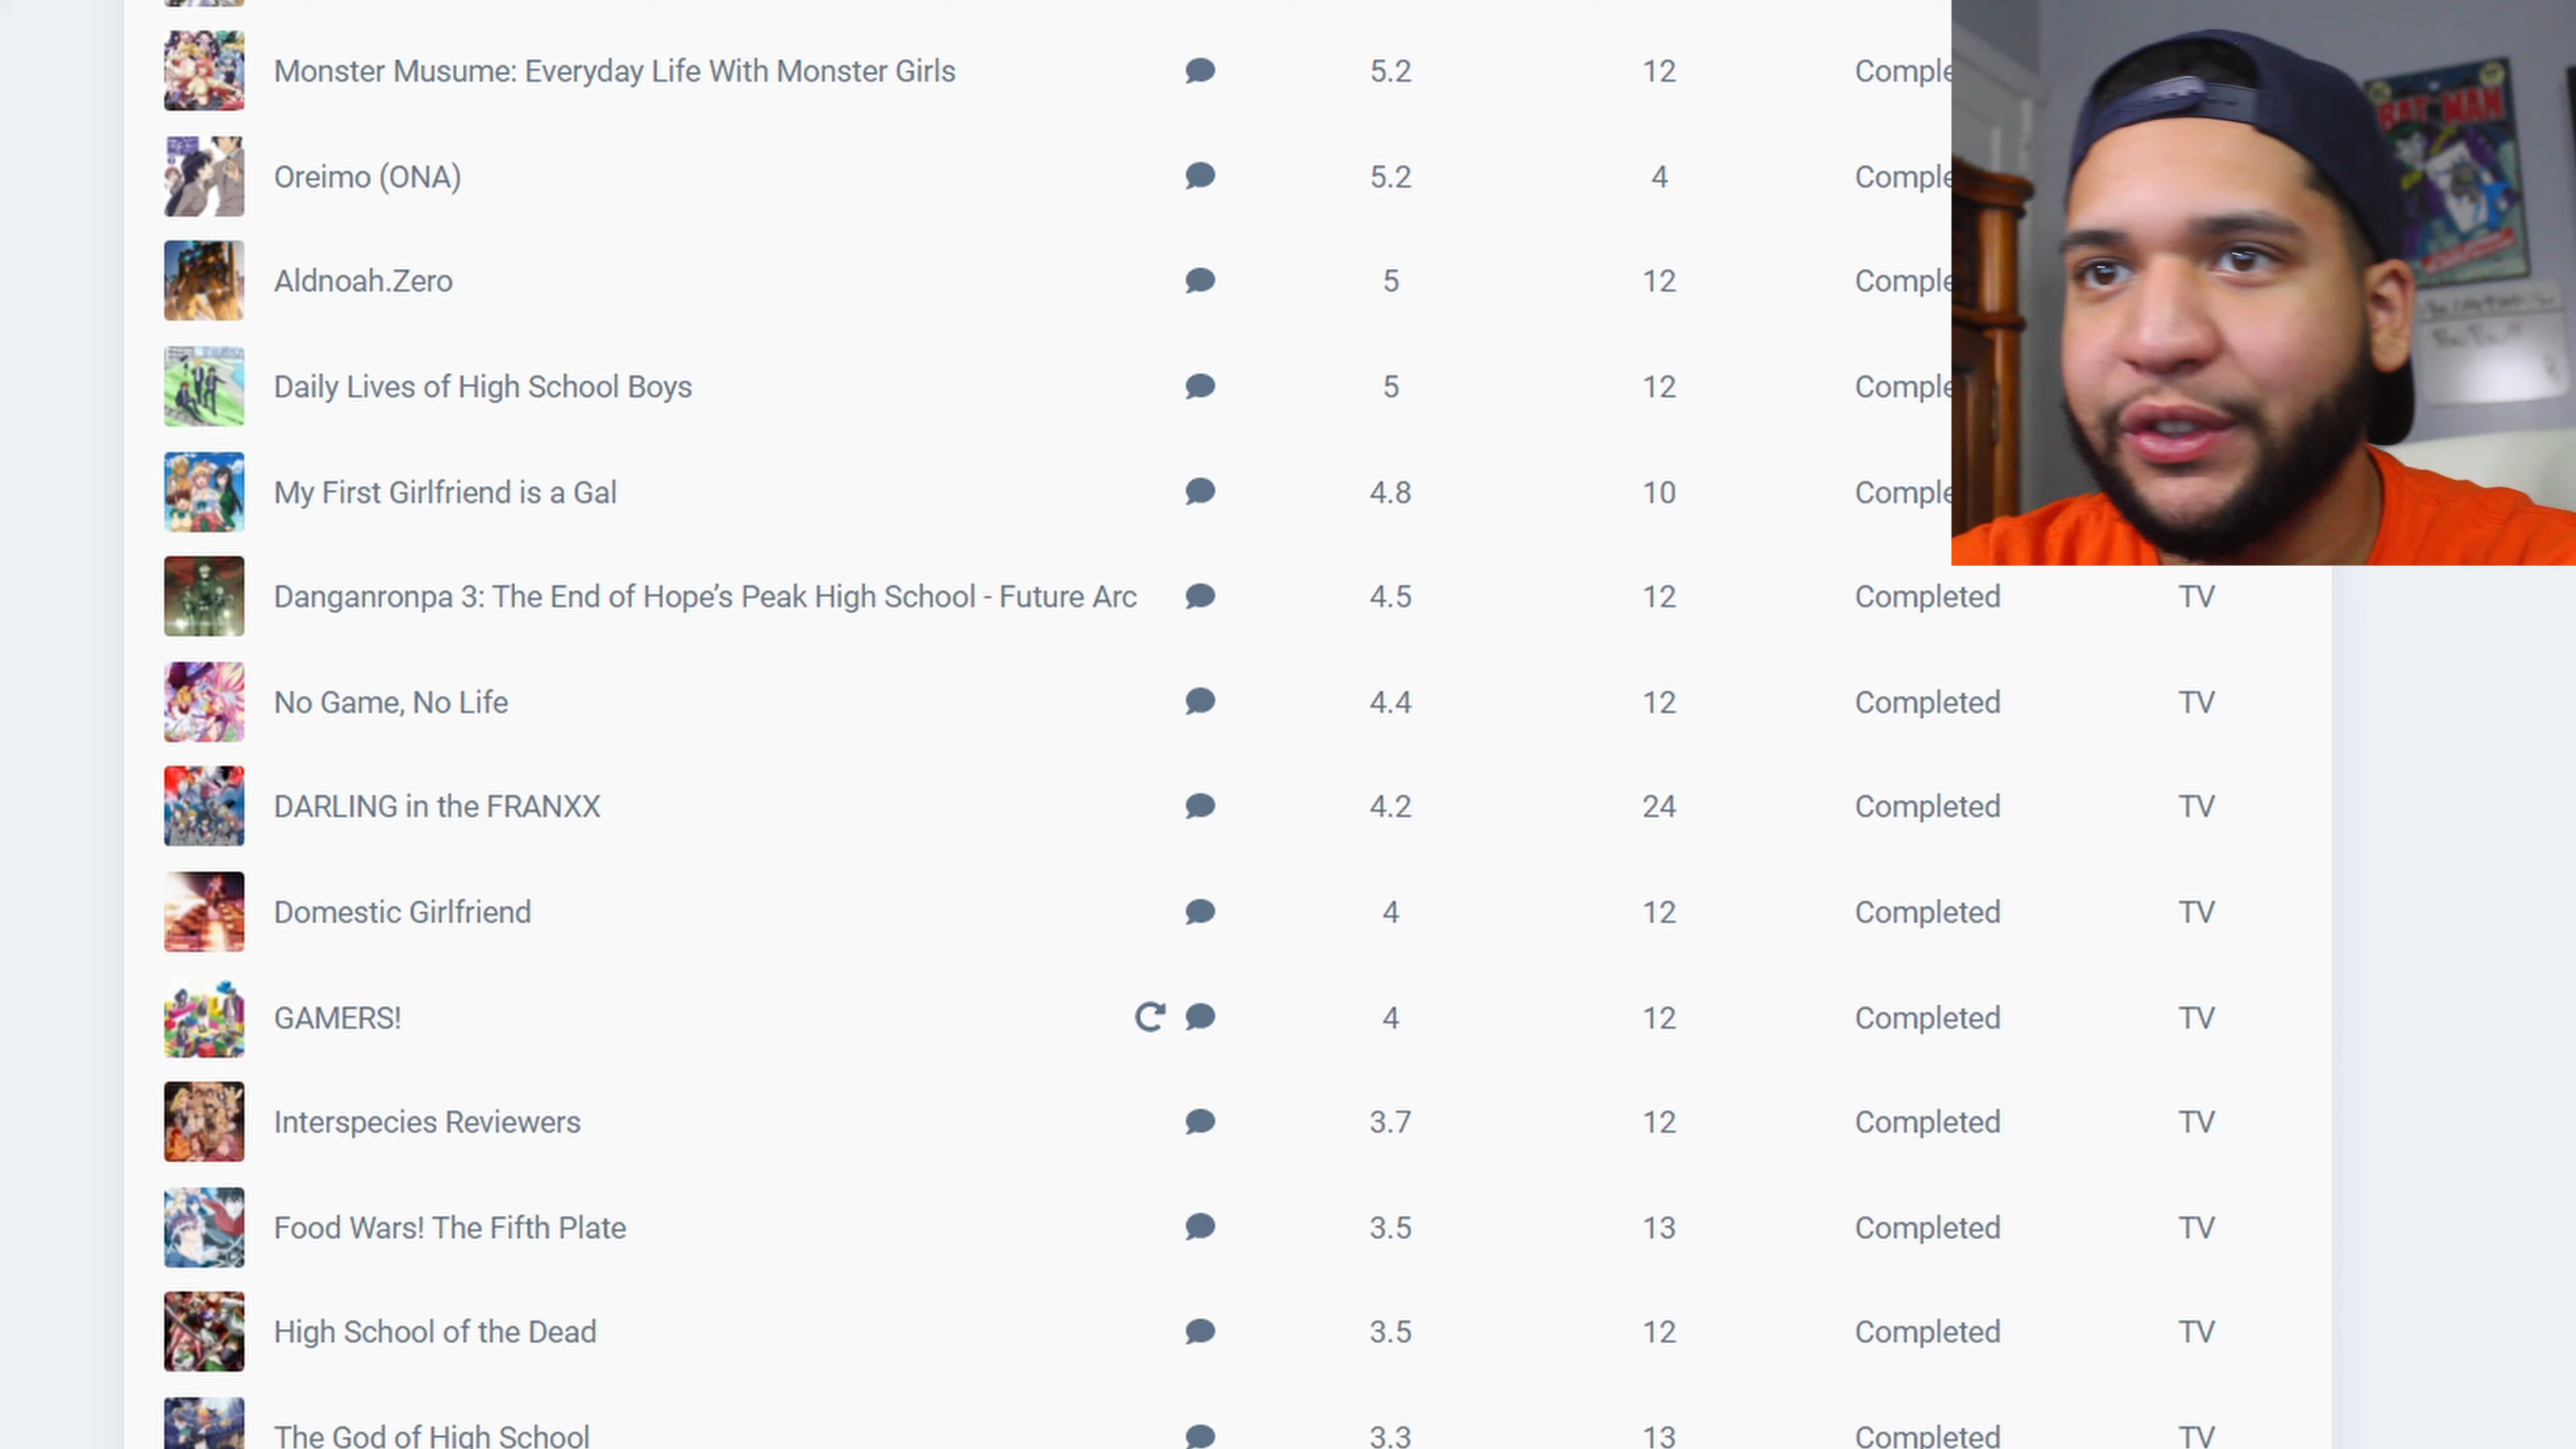 Monster Musume: Everyday Life With Monster Girls 5.2 12 Comple
Oreimo (ONA) 5.2 4 Comple
Aldnoah.Zero 5 12 Comple
Daily Lives of High School Boys 5 12 Comple
My First Girlfriend is a Gal 4.8 10 Comple
BATMAN
Danganronpa 3: The End of Hope’s Peak High School - Future Arc 4.5 12 Completed TV
No Game, No Life 4.4 12 Completed TV
DARLING in the FRANXX 4.2 24 Completed TV
Domestic Girlfriend 4 12 Completed TV
GAMERS! 4 12 Completed TV
Interspecies Reviewers 3.7 12 Completed TV
Food Wars! The Fifth Plate 3.5 13 Completed TV
High School of the Dead 3.5 12 Completed TV
The God of High School 3.3 13 Completed TV